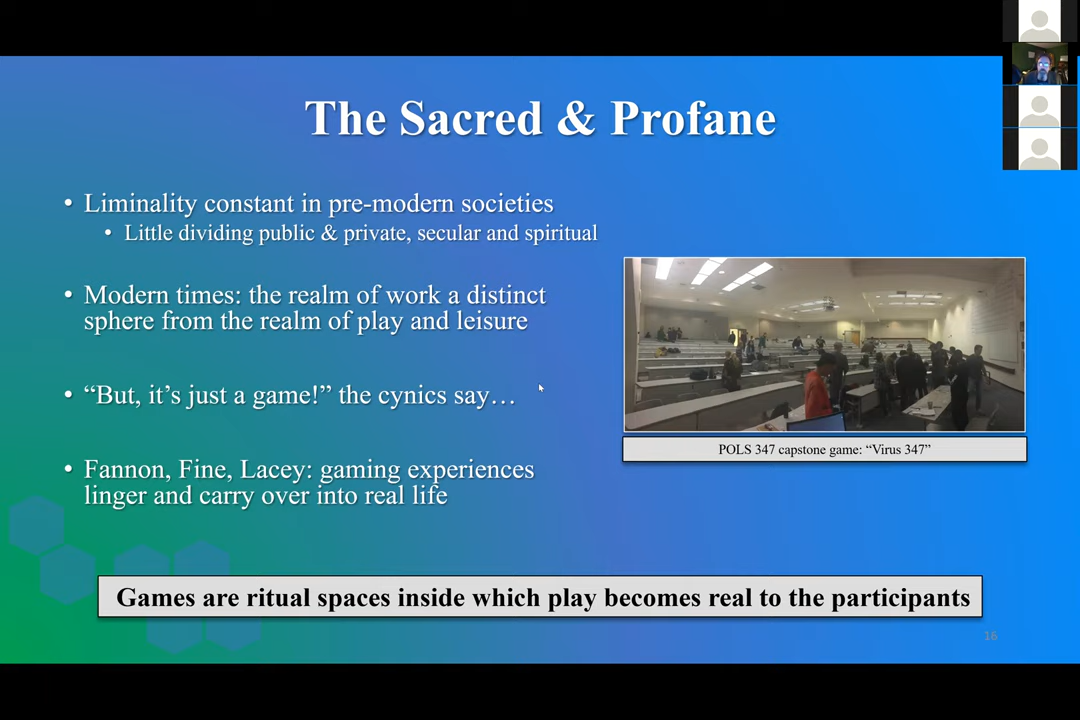 The Sacred & Profane
• Liminality constant in pre-modern societies
• Little dividing public & private, secular and spiritual
• Modern times: the realm of work a distinct
sphere from the realm of play and leisure
• “But, it’s just a game!” the cynics say…
• Fannon, Fine, Lacey: gaming experiences
linger and carry over into real life
POLS 347 capstone game: “Virus 347”
Games are ritual spaces inside which play becomes real to the participants
16